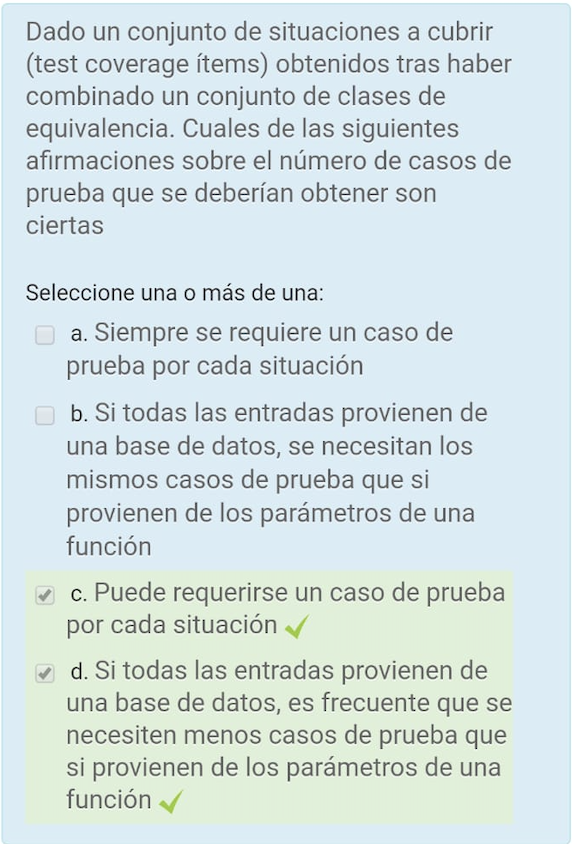 Dado un conjunto de situaciones a cubrir
(test coverage ítems) obtenidos tras haber
combinado un conjunto de clases de
equivalencia. Cuales de las siguientes
afirmaciones sobre el número de casos de
prueba que se deberían obtener son
ciertas
Seleccione una o más de una:
a. Siempre se requiere un caso de
prueba por cada situación
b. Si todas las entradas provienen de
una base de datos, se necesitan los
mismos casos de prueba que si
provienen de los parámetros de una
función
c. Puede requerirse un caso de prueba
por cada situación
d. Si todas las entradas provienen de
una base de datos, es frecuente que se
necesiten menos casos de prueba que
si provienen de los parámetros de una
función